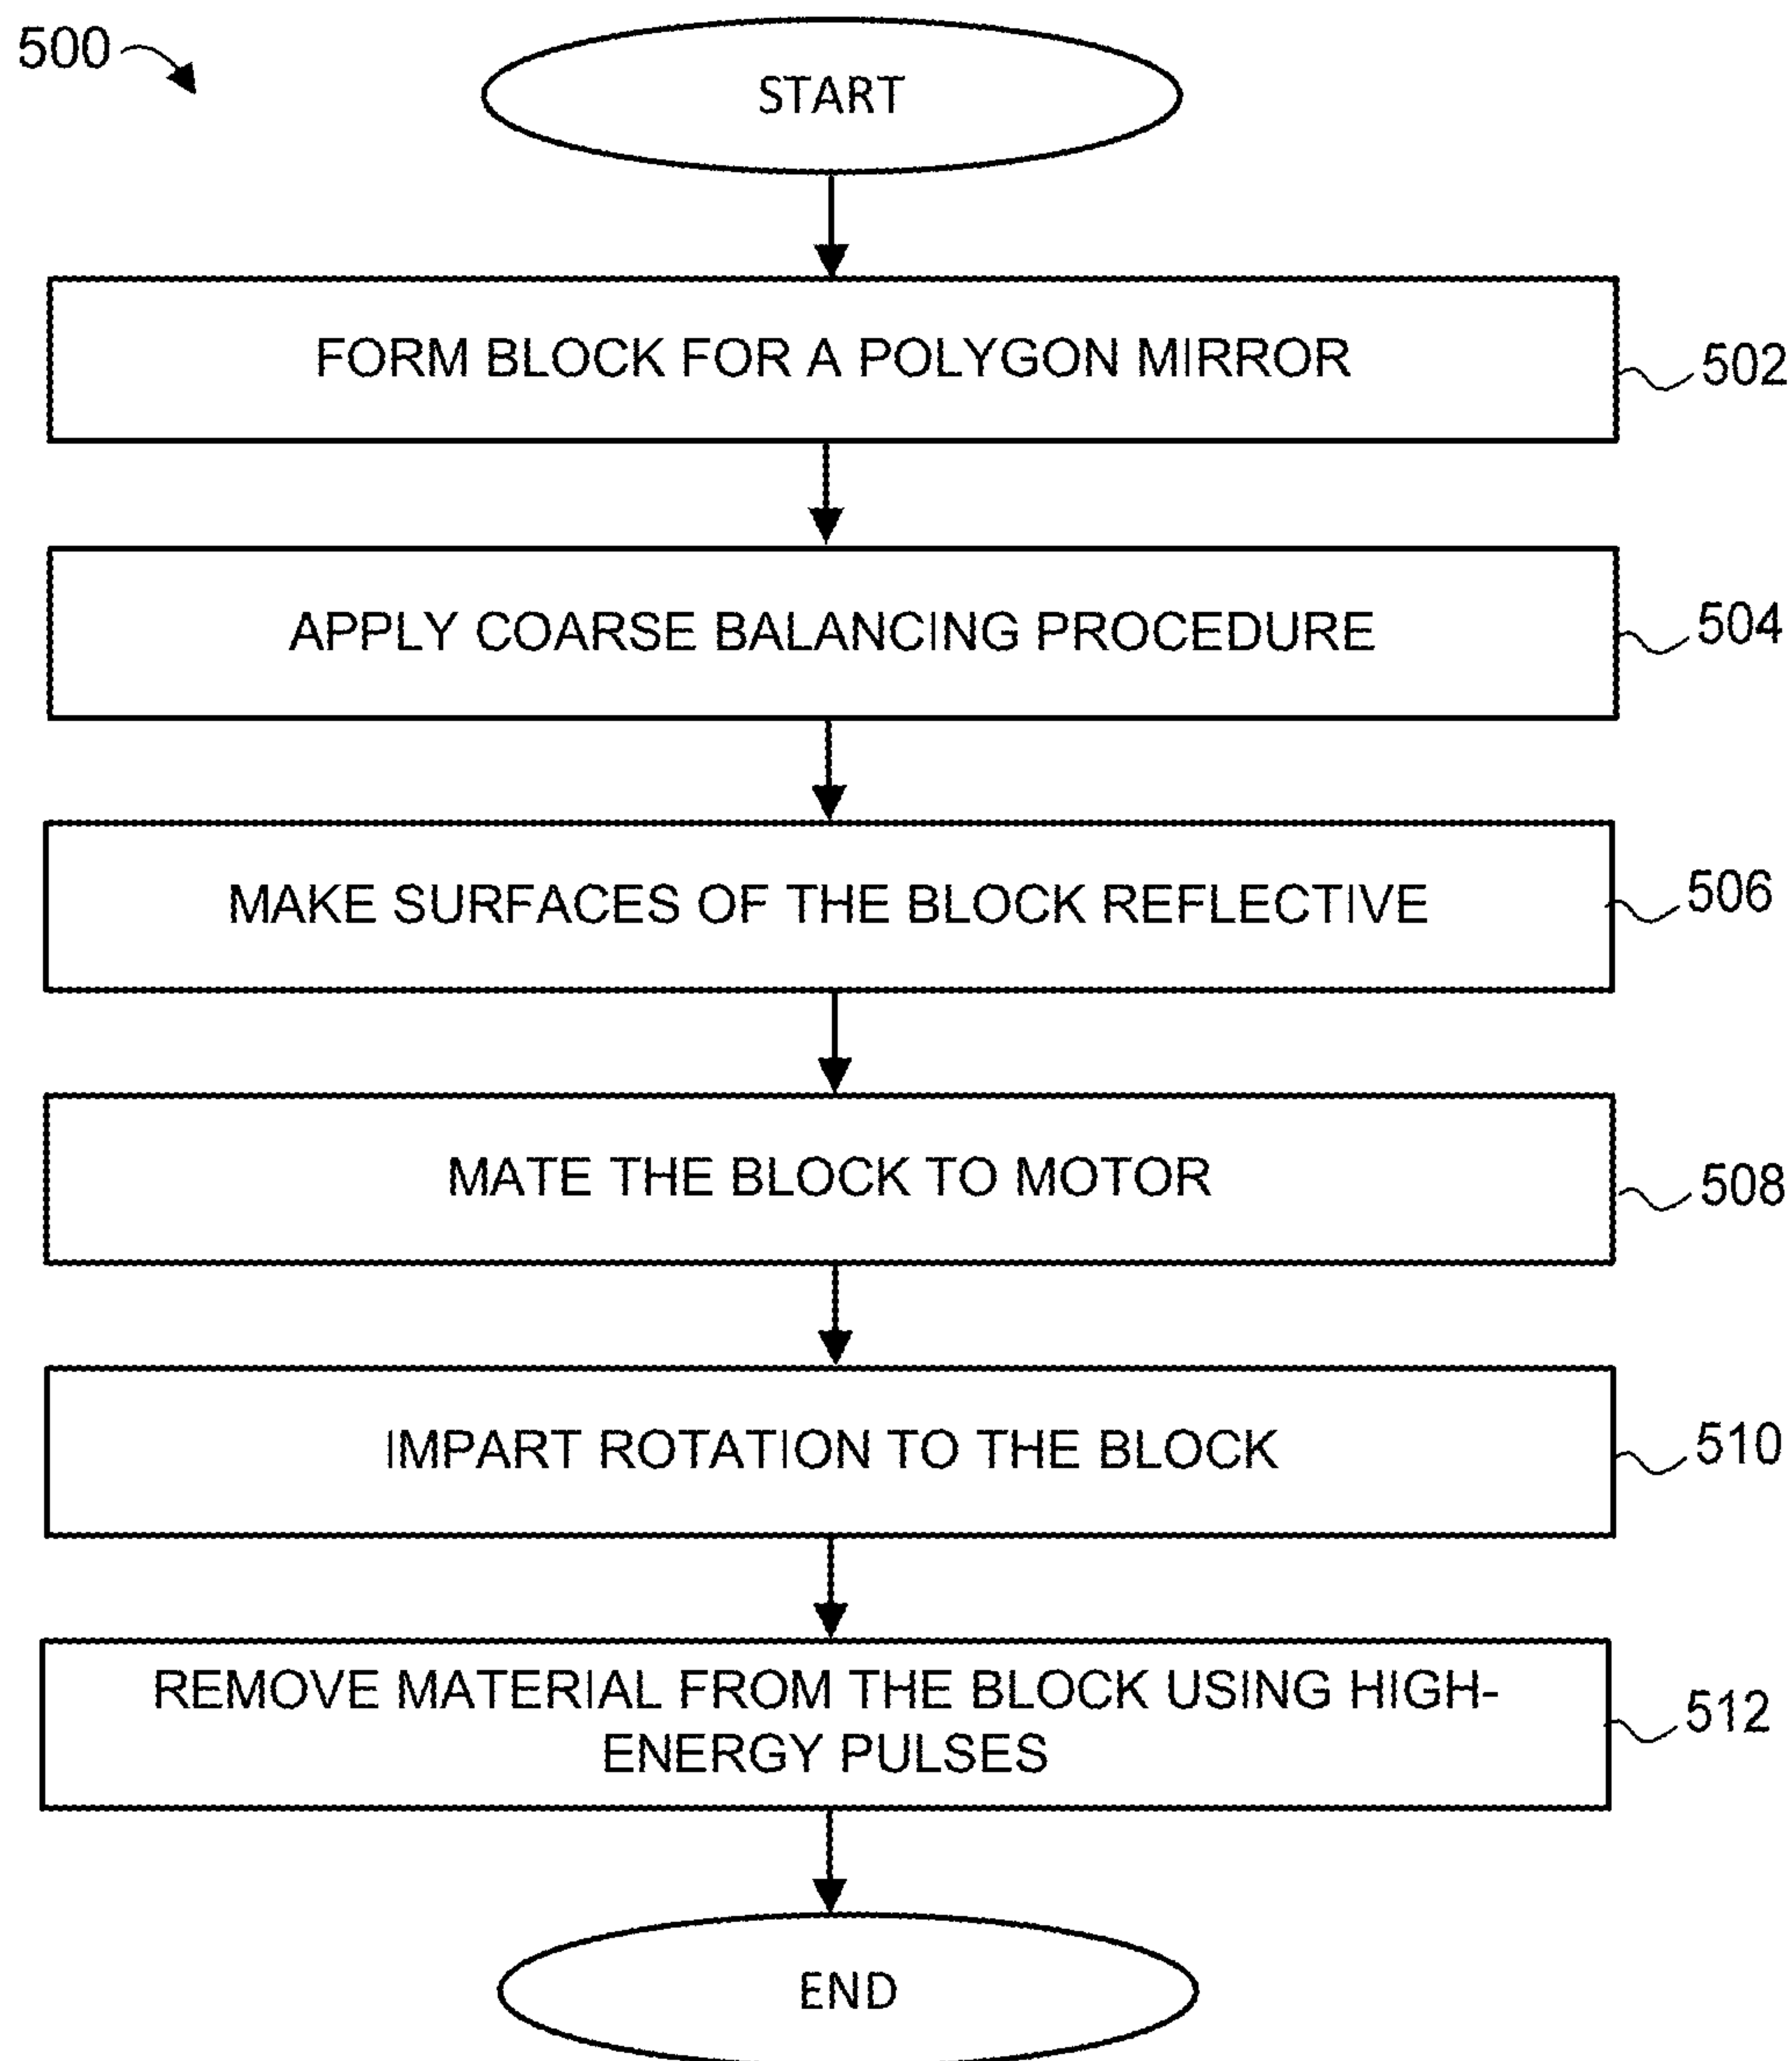 500
START
FORM BLOCK FOR A POLYGON MIRROR
502
APPLY COARSE BALANCING PROCEDURE
504
MAKE SURFACES OF THE BLOCK REFLECTIVE
506
MATE THE BLOCK TO MOTOR
508
IMPART ROTATION TO THE BLOCK
510
REMOVE MATERIAL FROM THE BLOCK USING HIGH-
ENERGY PULSES
512
END